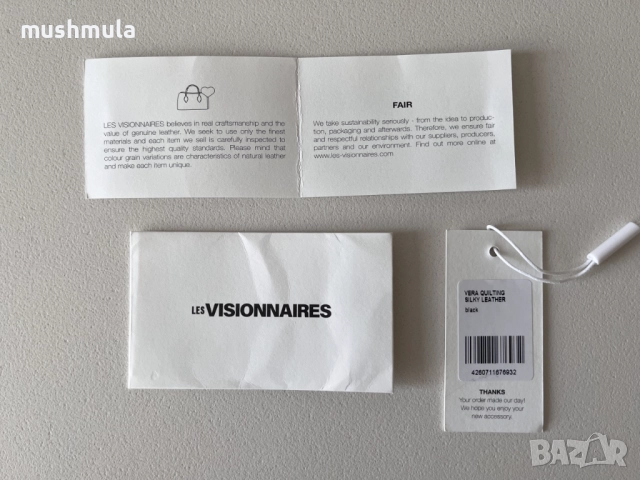 mushmula
LES VISIONNAIRES believes in real craftsmenship and the
value of genuine leather. We seek to use only the finest
materials and each item we sell is carefully inspected to
ensure the highest quality standards. Please mind that
colour grain variations are characteristics of natural leather
and make each item unique.
FAIR
We take sustainability seriously - from the idea to produc-
tion, packaging and afterwards. Therefore, we ensure fair
and respectful relationships with our suppliers, producers,
partners and our environment. Find out more online at
www.les-visionnaires.com
LES VISIONNAIRES
VERA QUILTING
SILKY LEATHER
black
4260711676932
THANKS
Your order made our day!
We hope you enjoy your
new accessory.
BAZAR